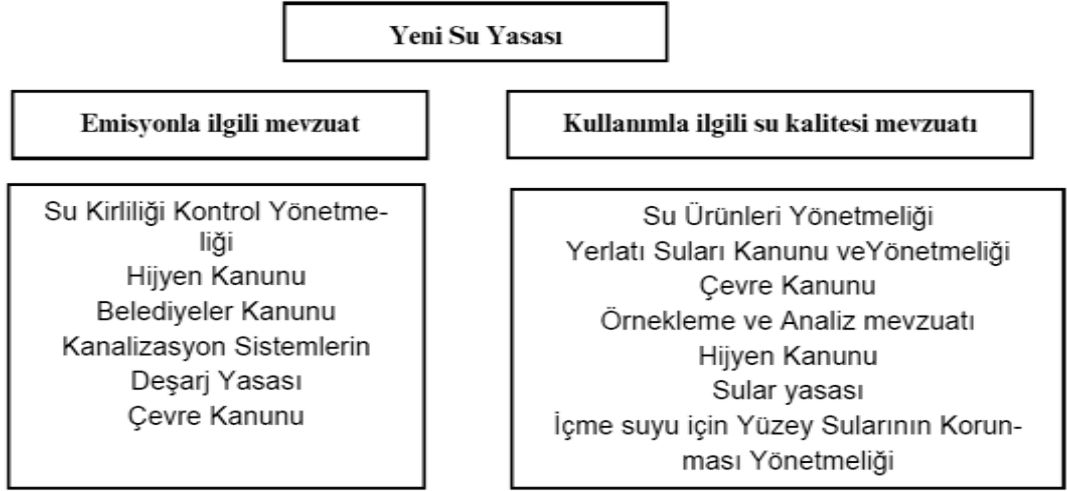 Yeni Su Yasası
Emisyonla ilgili mevzuat
Kullanımla ilgili su kalitesi mevzuatı
Su Kirliliği Kontrol Yönetme-
liği
Hijyen Kanunu
Belediyeler Kanunu
Kanalizasyon Sistemlerin
Deşarj Yasası
Çevre Kanunu
Su Ürünleri Yönetmeliği
Yerlatı Suları Kanunu veYönetmeliği
Çevre Kanunu
Örnekleme ve Analiz mevzuatı
Hijyen Kanunu
Sular yasası
İçme suyu için Yüzey Sularının Korun-
ması Yönetmeliği